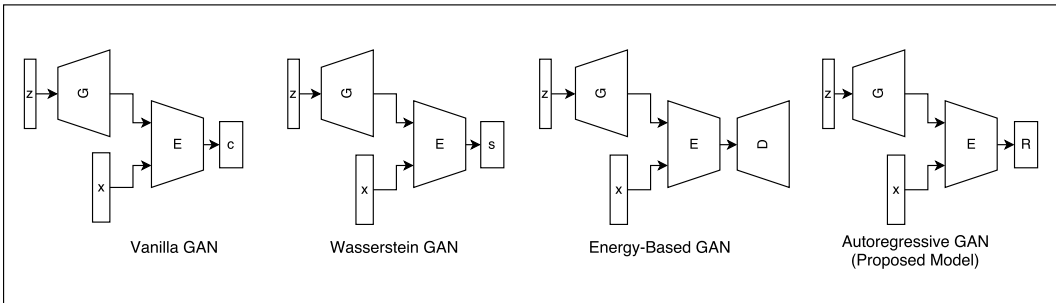 z G x E c
Vanilla GAN
z G x E s
Wasserstein GAN
z G x E D
Energy-Based GAN
z G x E R
Autoregressive GAN
(Proposed Model)